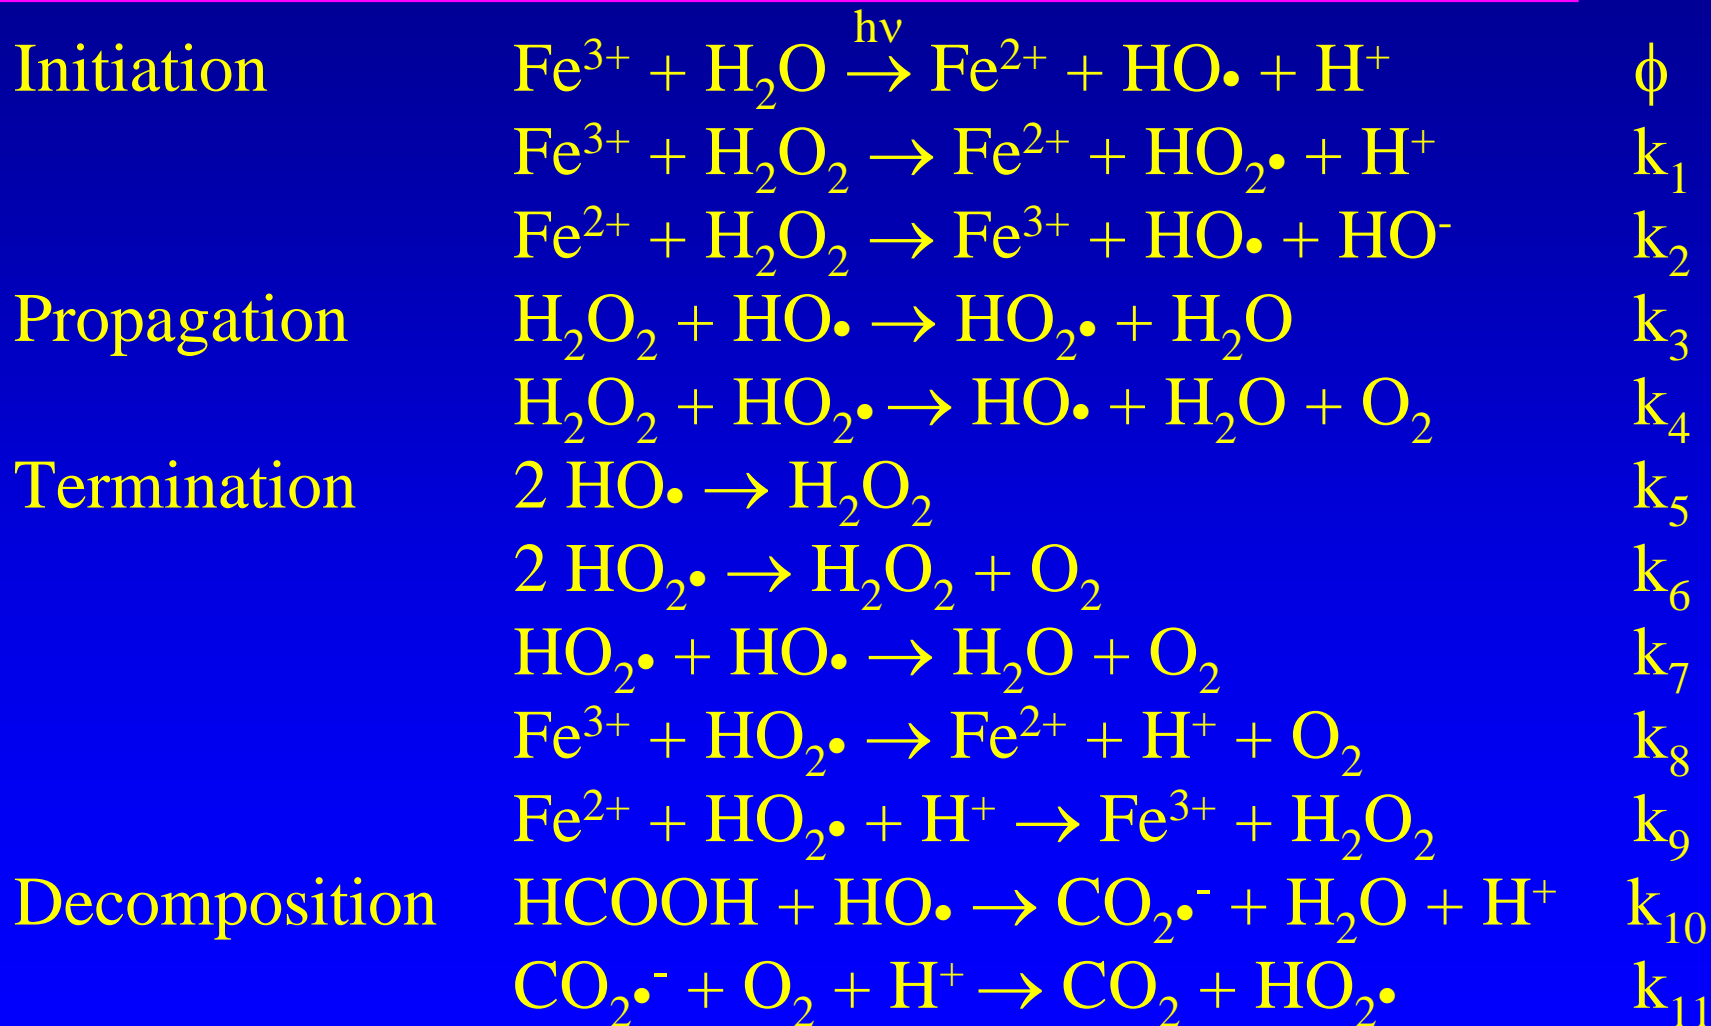 Initiation Fe³⁺ + H₂O →hν Fe²⁺ + HO• + H⁺ ϕ
Fe³⁺ + H₂O₂ → Fe²⁺ + HO₂• + H⁺ k₁
Fe²⁺ + H₂O₂ → Fe³⁺ + HO• + HO⁻ k₂
Propagation H₂O₂ + HO• → HO₂• + H₂O k₃
H₂O₂ + HO₂• → HO• + H₂O + O₂ k₄
Termination 2 HO• → H₂O₂ k₅
2 HO₂• → H₂O₂ + O₂ k₆
HO₂• + HO• → H₂O + O₂ k₇
Fe³⁺ + HO₂• → Fe²⁺ + H⁺ + O₂ k₈
Fe²⁺ + HO₂• + H⁺ → Fe³⁺ + H₂O₂ k₉
Decomposition HCOOH + HO• → CO₂•⁻ + H₂O + H⁺ k₁₀
CO₂•⁻ + O₂ + H⁺ → CO₂ + HO₂• k₁₁